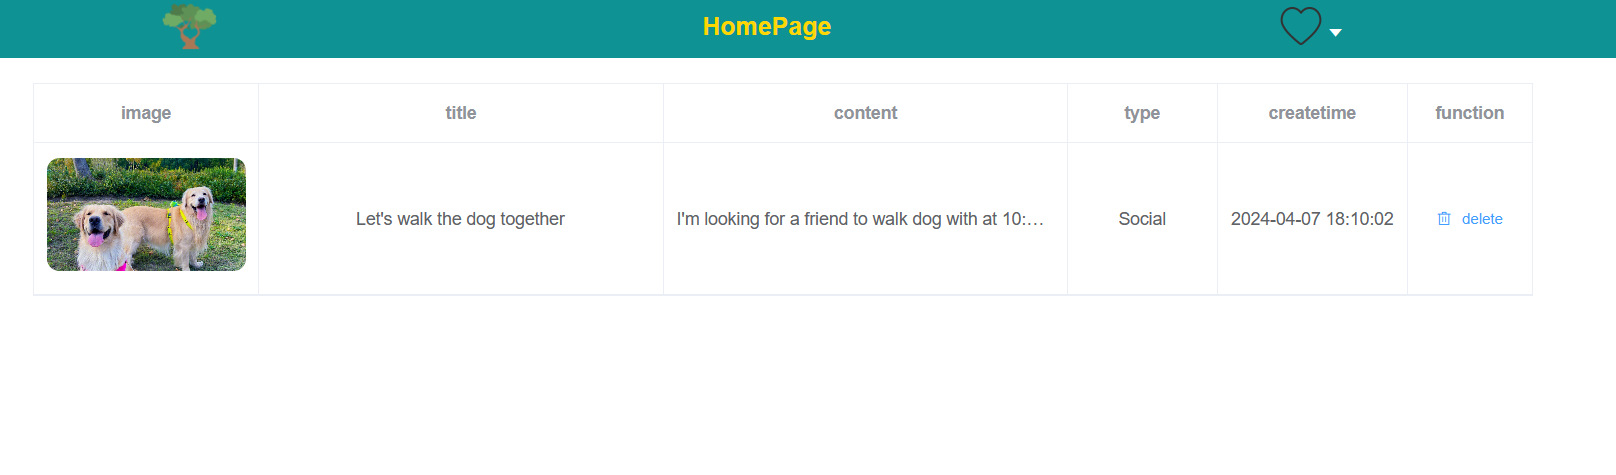 HomePage
image title content type createtime function
Let's walk the dog together I'm looking for a friend to walk dog with at 10:... Social 2024-04-07 18:10:02 delete